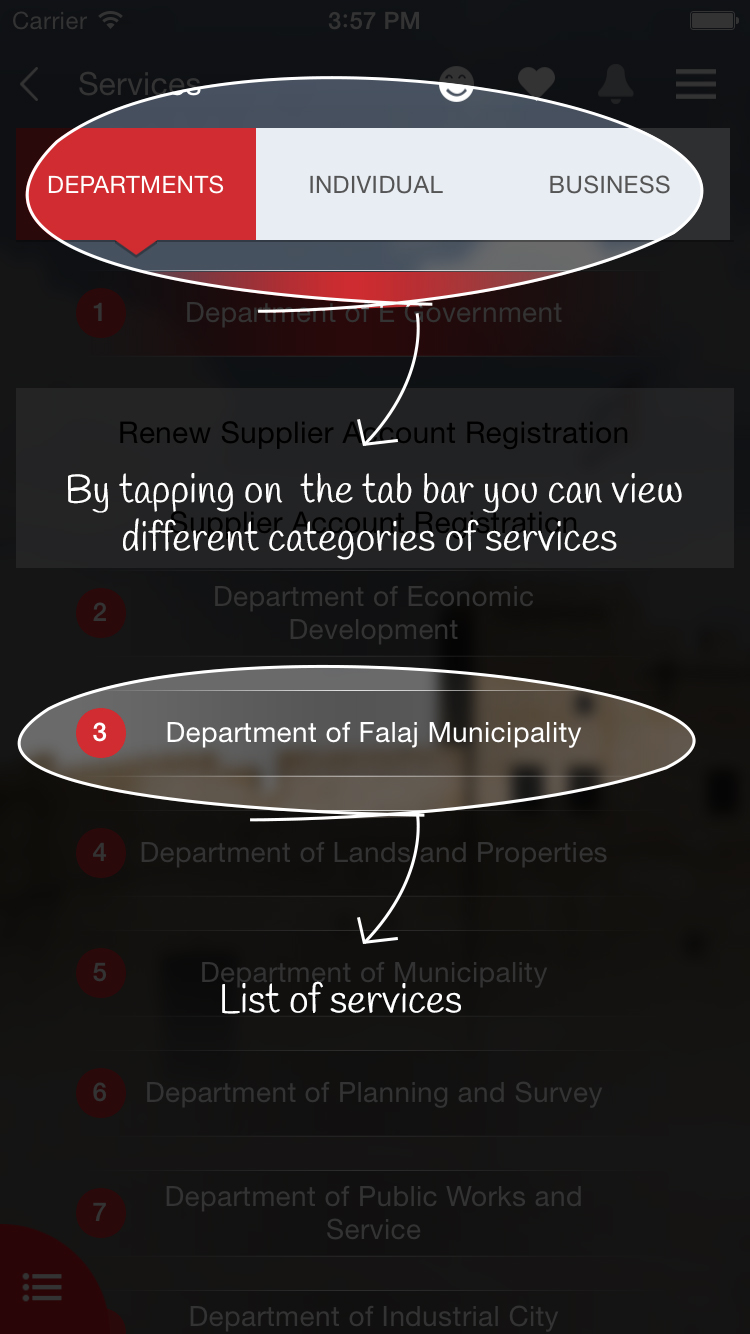 Carrier 3:57 PM
Services
DEPARTMENTS INDIVIDUAL BUSINESS
1 Department of E Government
Renew Supplier Account Registration
By tapping on the tab bar you can view
Supplier Account Registration
different categories of services
2 Department of Economic
Development
3 Department of Falaj Municipality
4 Department of Lands and Properties
5 Department of Municipality
List of services
6 Department of Planning and Survey
7 Department of Public Works and
Service
Department of Industrial City